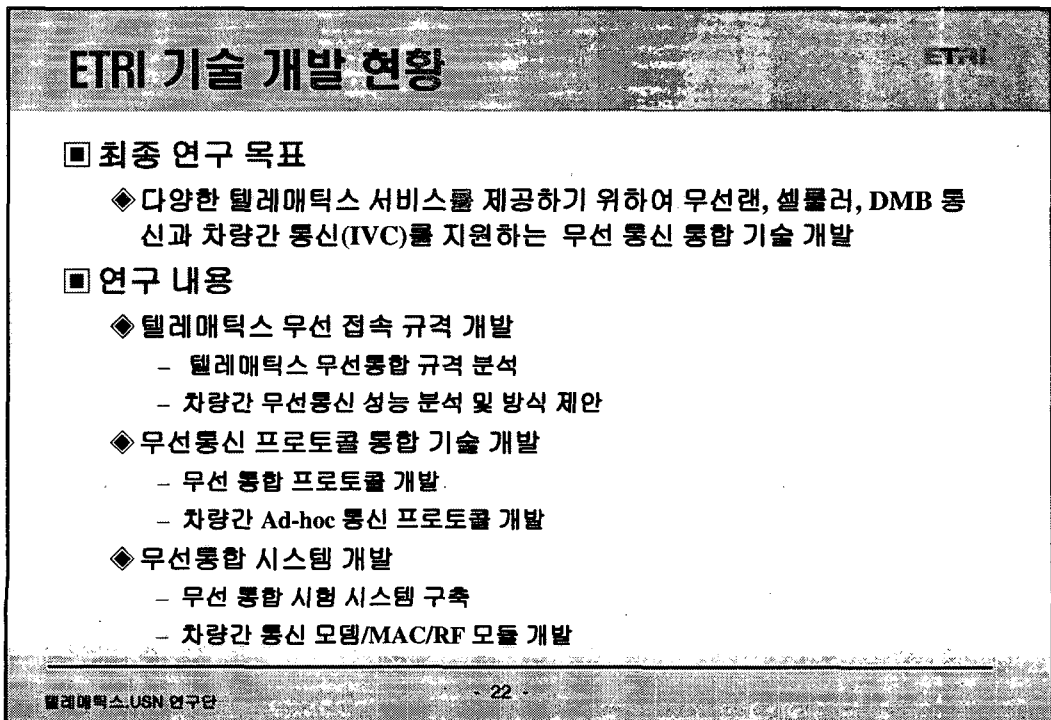 ETRI 기술 개발 현황
ETRI
▣ 최종 연구 목표
◈ 다양한 텔레매틱스 서비스를 제공하기 위하여 무선랜, 셀룰러, DMB 통
신과 차량간 통신(IVC)를 지원하는 무선 통신 통합 기술 개발
▣ 연구 내용
◈ 텔레매틱스 무선 접속 규격 개발
– 텔레매틱스 무선통합 규격 분석
– 차량간 무선통신 성능 분석 및 방식 제안
◈ 무선통신 프로토콜 통합 기술 개발
– 무선 통합 프로토콜 개발
– 차량간 Ad-hoc 통신 프로토콜 개발
◈ 무선통합 시스템 개발
– 무선 통합 시험 시스템 구축
– 차량간 통신 모뎀/MAC/RF 모듈 개발
텔레매틱스.USN 연구단
- 22 -